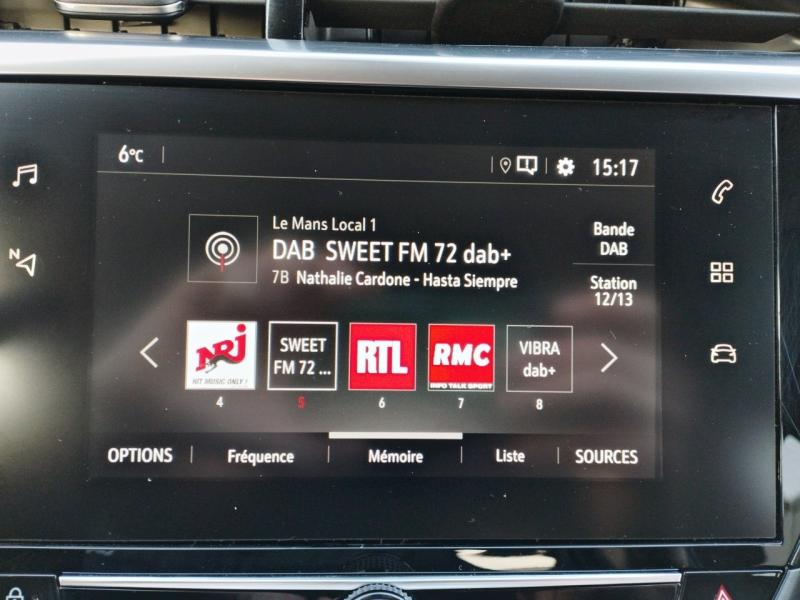 6°C 15:17
Le Mans Local 1
DAB SWEET FM 72 dab+
7B Nathalie Cardone - Hasta Siempre
Bande
DAB
Station
12/13
N
NRJ
HIT MUSIC ONLY !
SWEET
FM 72 ...
RTL
RMC
INFO TALK SPORT
VIBRA
dab+
4 5 6 7 8
OPTIONS Fréquence Mémoire Liste SOURCES